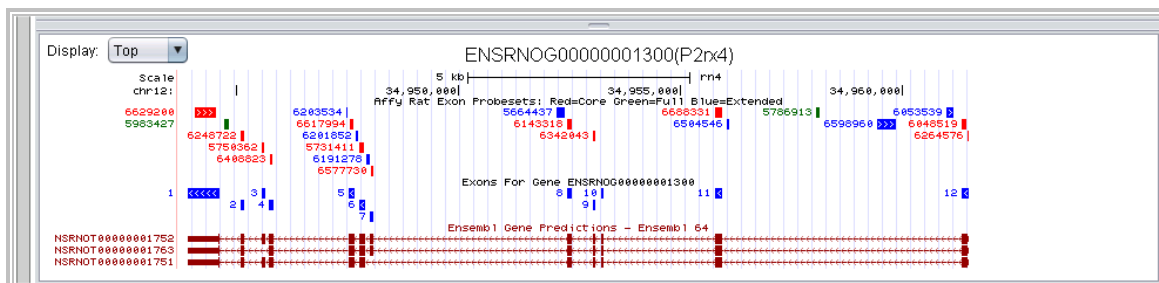 Display: Top
ENSRNOG00000001300(P2rx4)
Scale 5 kb rn4
chr12: 34,950,000 34,955,000 34,960,000
Affy Rat Exon Probesets: Red=Core Green=Full Blue=Extended
6629200 >>> 6203534 5664437 6688331 5786913 6053539
5983427 6617994 6143318 6504546 6598960 >>> 6048519
6248722 6201852 6342043 6264576
5750362 5731411
6408823 6191278
6577730
Exons For Gene ENSRNOG00000001300
1 <<<<< 3 5 8 10 11 12
2 4 6 9
7
Ensembl Gene Predictions - Ensembl 64
NSRNOT00000001752
NSRNOT00000001763
NSRNOT00000001751